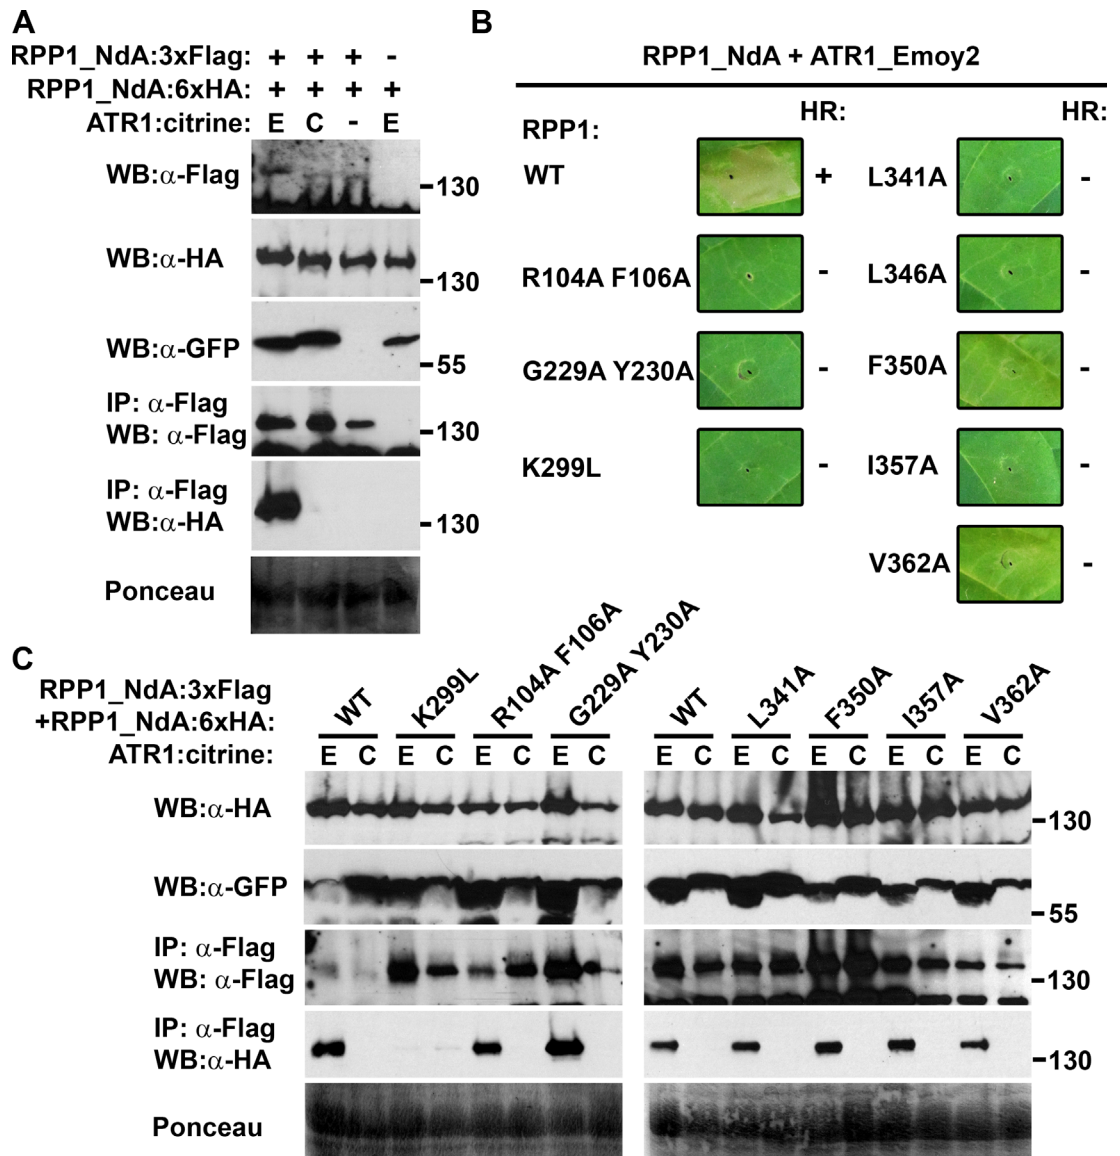 A
RPP1_NdA:3xFlag: + + + -
RPP1_NdA:6xHA: + + + +
ATR1:citrine: E C - E
WB:α-Flag
130
WB:α-HA
130
WB:α-GFP
55
IP: α-Flag
WB: α-Flag
130
IP: α-Flag
WB:α-HA
130
Ponceau
B
RPP1_NdA + ATR1_Emoy2
HR: HR:
RPP1:
WT + L341A -
R104A F106A - L346A -
G229A Y230A - F350A -
K299L - I357A -
V362A -
C
RPP1_NdA:3xFlag
+RPP1_NdA:6xHA: WT K299L R104A F106A G229A Y230A WT L341A F350A I357A V362A
ATR1:citrine: E C E C E C E C E C E C E C E C E C
WB:α-HA
130
WB:α-GFP
55
IP: α-Flag
WB: α-Flag
130
IP: α-Flag
WB:α-HA
130
Ponceau